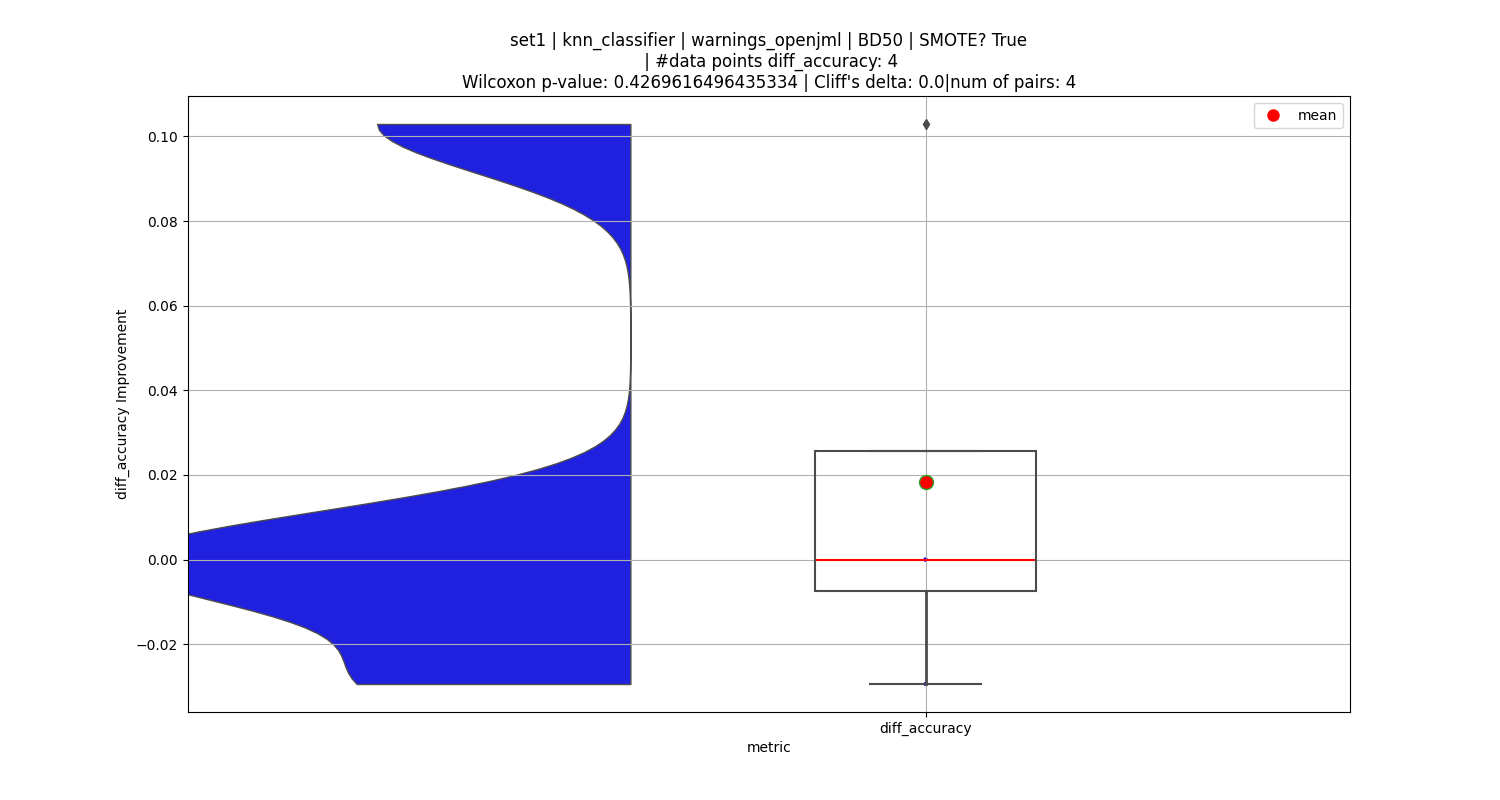 set1 | knn_classifier | warnings_openjml | BD50 | SMOTE? True
| #data points diff_accuracy: 4
Wilcoxon p-value: 0.4269616496435334 | Cliff's delta: 0.0|num of pairs: 4
mean
0.10
0.08
0.06
0.04
0.02
0.00
−0.02
diff_accuracy Improvement
diff_accuracy
metric